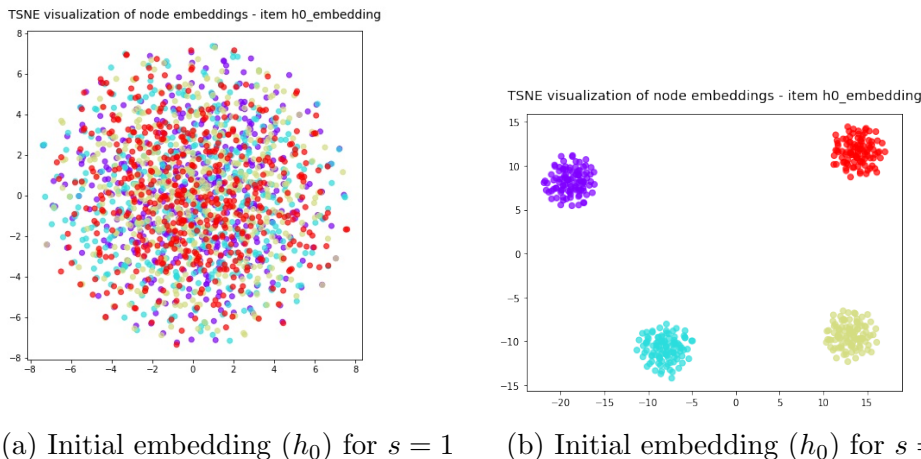 TSNE visualization of node embeddings - item h0_embedding
8
6
4
2
0
−2
−4
−6
−8
−8 −6 −4 −2 0 2 4 6 8
(a) Initial embedding (h0) for s = 1
TSNE visualization of node embeddings - item h0_embedding
15
10
5
0
−5
−10
−15
−20 −15 −10 −5 0 5 10 15
(b) Initial embedding (h0) for s =